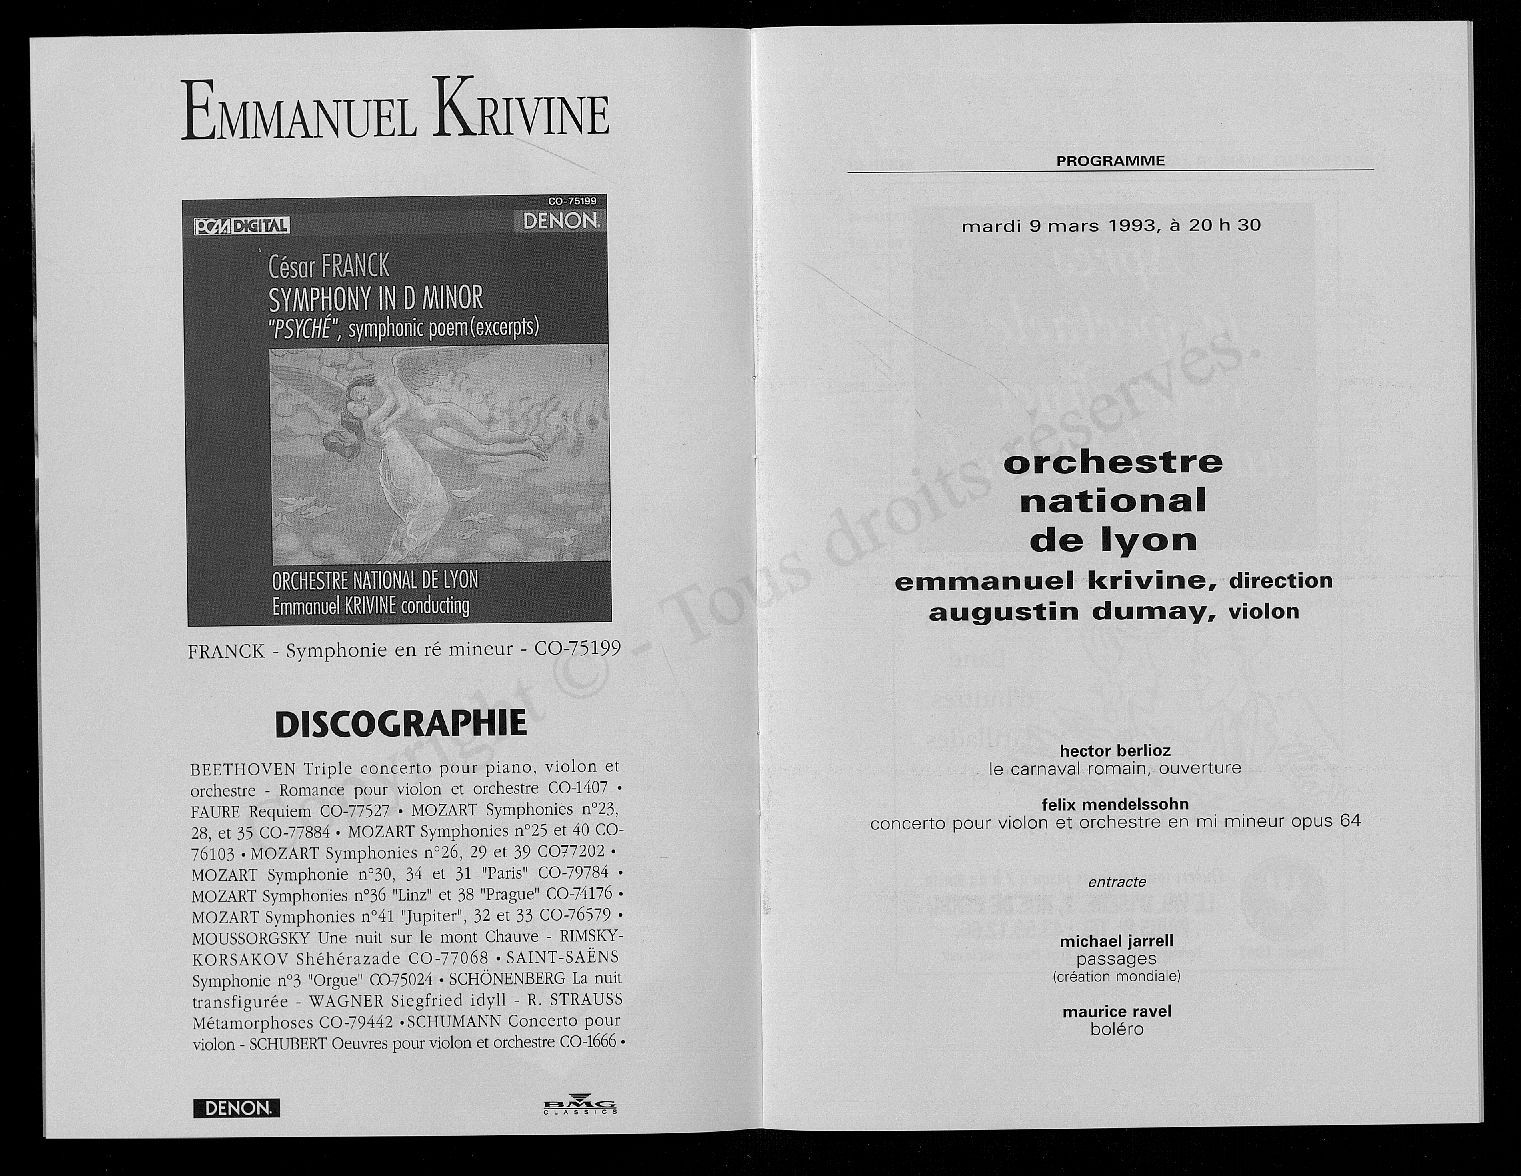 EMMANUEL KRIVINE
CO-75199
PCM DIGITAL
DENON
César FRANCK
SYMPHONY IN D MINOR
"PSYCHÉ", symphonic poem (excerpts)
ORCHESTRE NATIONAL DE LYON
Emmanuel KRIVINE conducting
FRANCK - Symphonie en ré mineur - CO-75199
DISCOGRAPHIE
BEETHOVEN Triple concerto pour piano, violon et
orchestre - Romance pour violon et orchestre CO-1407 •
FAURE Requiem CO-77527 • MOZART Symphonies n°23,
28, et 35 CO-77884 • MOZART Symphonies n°25 et 40 CO-
76103 • MOZART Symphonies n°26, 29 et 39 CO77202 •
MOZART Symphonie n°30, 34 et 31 "Paris" CO-79784 •
MOZART Symphonies n°36 "Linz" et 38 "Prague" CO-74176 •
MOZART Symphonies n°41 "Jupiter", 32 et 33 CO-76579 •
MOUSSORGSKY Une nuit sur le mont Chauve - RIMSKY-
KORSAKOV Shéhérazade CO-77068 • SAINT-SAËNS
Symphonie n°3 "Orgue" CO-75024 • SCHÖNENBERG La nuit
transfigurée - WAGNER Siegfried idyll - R. STRAUSS
Métamorphoses CO-79442 • SCHUMANN Concerto pour
violon - SCHUBERT Oeuvres pour violon et orchestre CO-1666 •
DENON
BMG
CLASSICS
PROGRAMME
mardi 9 mars 1993, à 20 h 30
orchestre
national
de lyon
emmanuel krivine, direction
augustin dumay, violon
hector berlioz
le carnaval romain, ouverture
felix mendelssohn
concerto pour violon et orchestre en mi mineur opus 64
entracte
michael jarrell
passages
(création mondiale)
maurice ravel
boléro
Copyright © - Tous droits réservés.